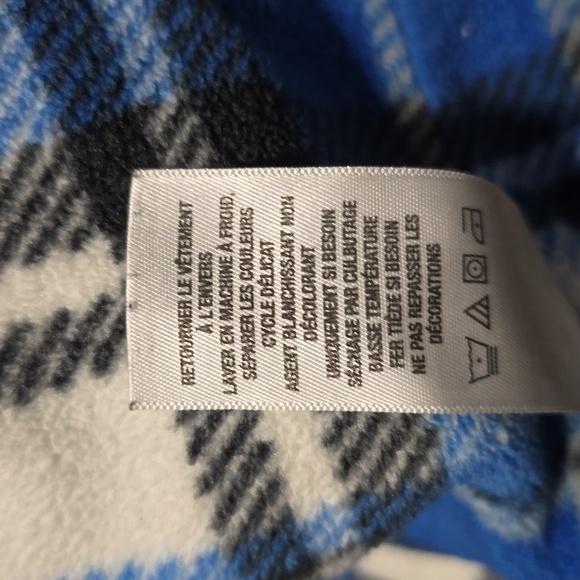 RETOURNER LE VÊTEMENT
À L'ENVERS
LAVER EN MACHINE À FROID,
SÉPARER LES COULEURS
CYCLE DÉLICAT
AGENT BLANCHISSANT NON
DÉCOLORANT
UNIQUEMENT SI BESOIN
SÉCHAGE PAR CULBUTAGE
BASSE TEMPÉRATURE
FER TIÈDE SI BESOIN
NE PAS REPASSER LES
DÉCORATIONS